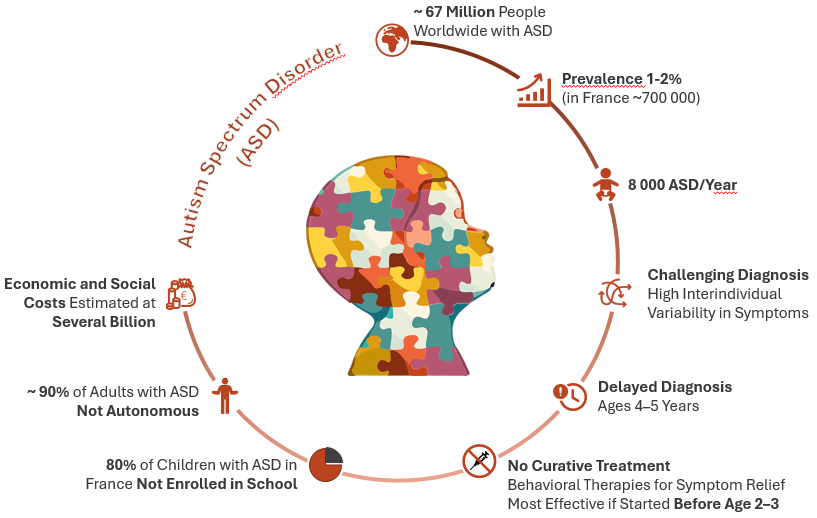 Autism Spectrum Disorder
(ASD)
~ 67 Million People
Worldwide with ASD
Prevalence 1-2%
(in France ~700 000)
8 000 ASD/Year
Challenging Diagnosis
High Interindividual
Variability in Symptoms
Delayed Diagnosis
Ages 4–5 Years
No Curative Treatment
Behavioral Therapies for Symptom Relief
Most Effective if Started Before Age 2–3
80% of Children with ASD in
France Not Enrolled in School
~ 90% of Adults with ASD
Not Autonomous
Economic and Social
Costs Estimated at
Several Billion